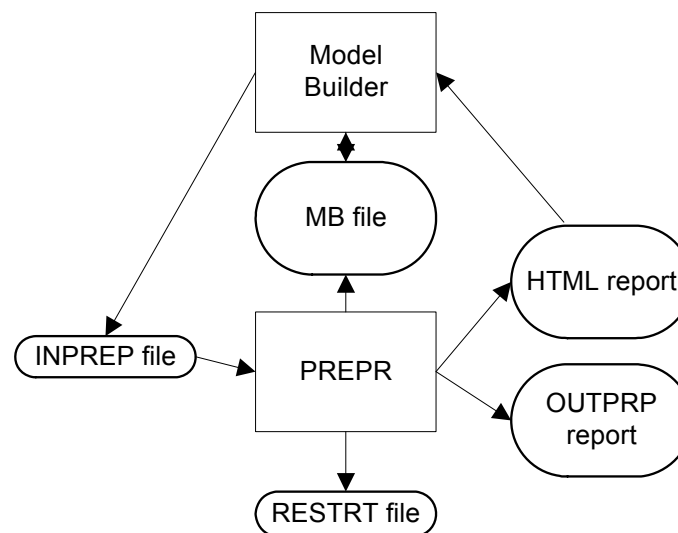 Model
Builder
MB file
HTML report
INPREP file
PREPR
OUTPRP
report
RESTRT file